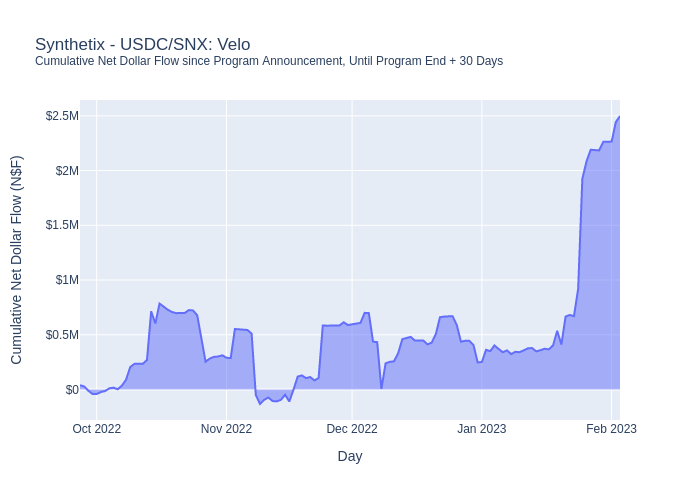 Synthetix - USDC/SNX: Velo
Cumulative Net Dollar Flow since Program Announcement, Until Program End + 30 Days
Cumulative Net Dollar Flow (N$F)
$2.5M
$2M
$1.5M
$1M
$0.5M
$0
Oct 2022
Nov 2022
Dec 2022
Jan 2023
Feb 2023
Day